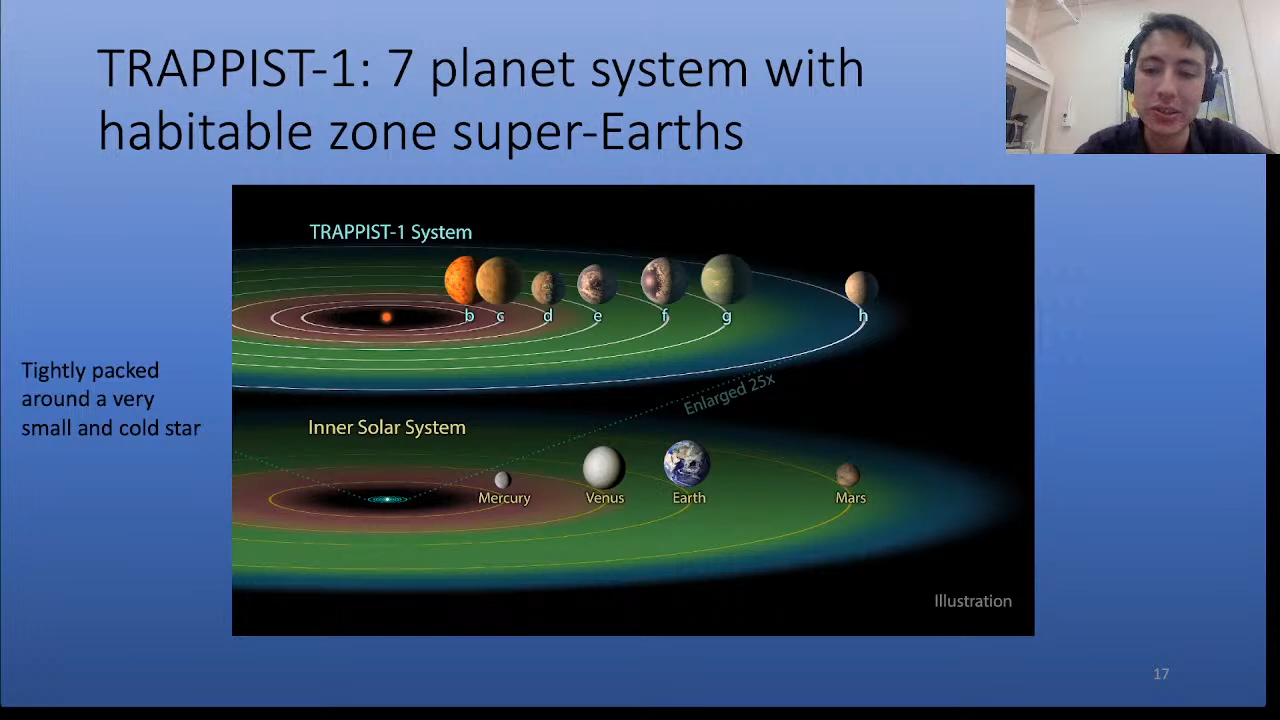 TRAPPIST-1: 7 planet system with
habitable zone super-Earths
TRAPPIST-1 System
b c d e f g h
Tightly packed
around a very
small and cold star
Enlarged 25x
Inner Solar System
Mercury Venus Earth Mars
Illustration
17